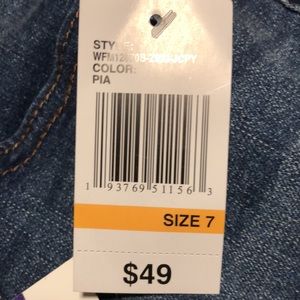 STYLE:
COLOR:
PIA
1 93769 51156 3
SIZE 7
$49